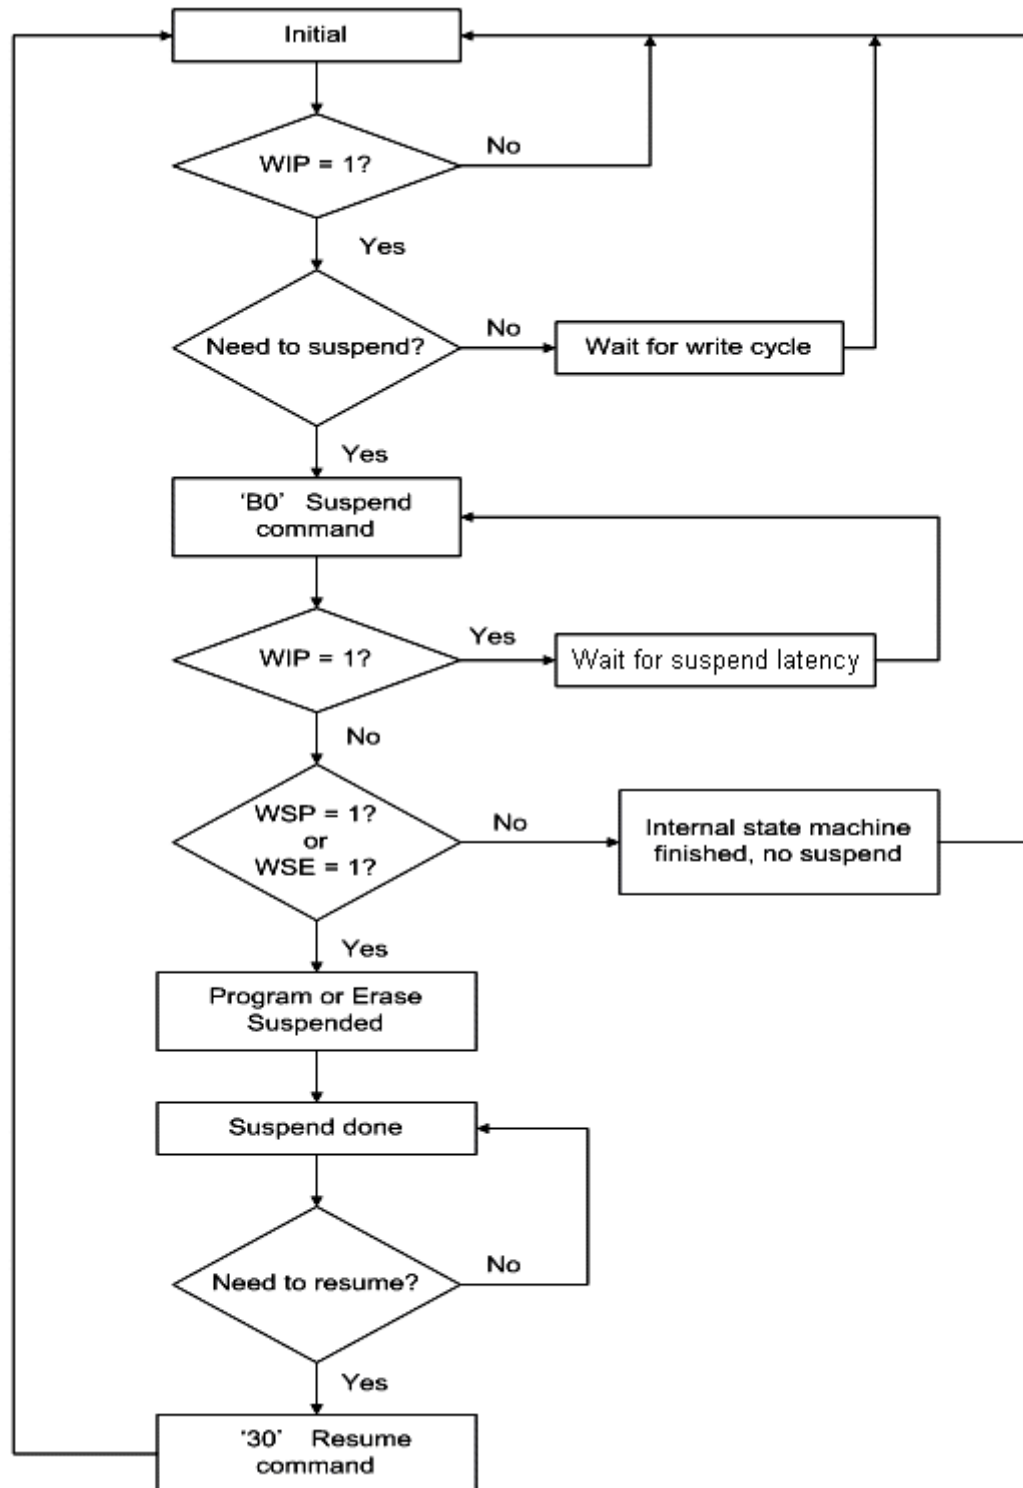 Initial
WIP = 1?
No
Yes
Need to suspend?
No
Wait for write cycle
Yes
‘B0’ Suspend
command
WIP = 1?
Yes
Wait for suspend latency
No
WSP = 1?
or
WSE = 1?
No
Internal state machine
finished, no suspend
Yes
Program or Erase
Suspended
Suspend done
Need to resume?
No
Yes
‘30’ Resume
command